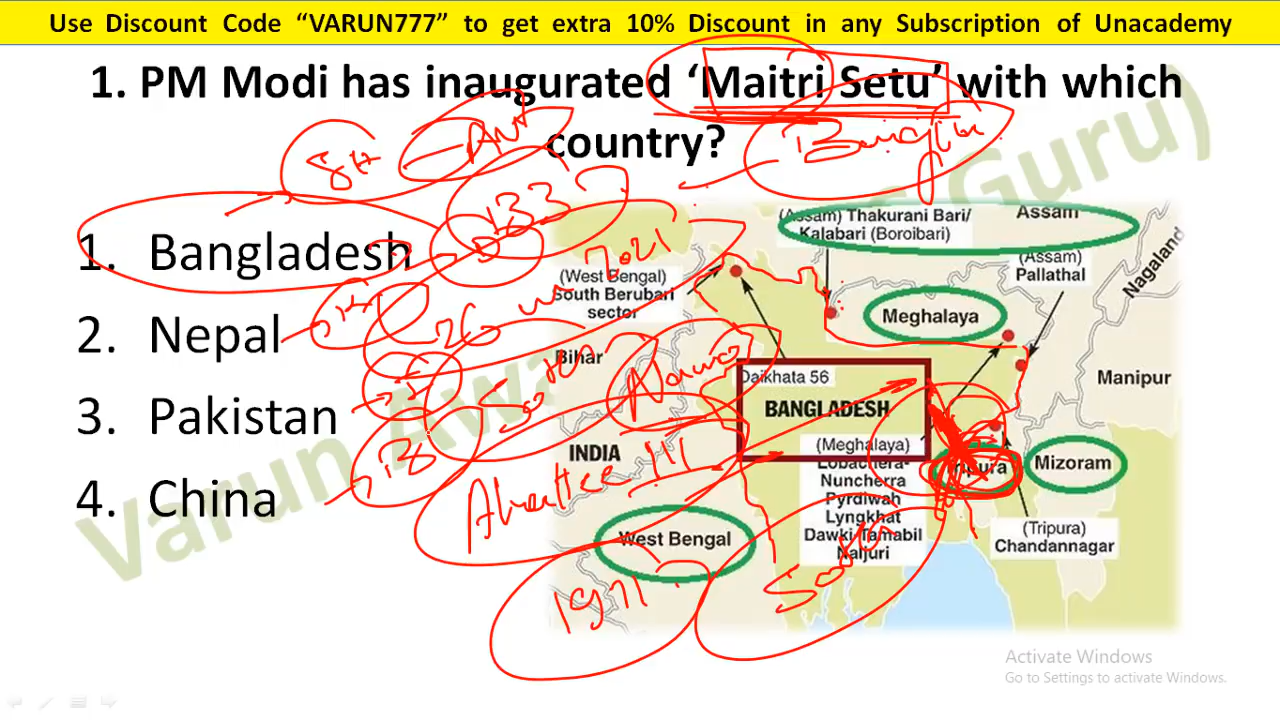 Use Discount Code “VARUN777” to get extra 10% Discount in any Subscription of Unacademy
1. PM Modi has inaugurated ‘Maitri Setu’ with which
country?
1. Bangladesh
2. Nepal
3. Pakistan
4. China
(Assam) Thakurani Bari/
Kalabari (Boroibari)
Assam
(Assam)
Pallathal
Nagaland
(West Bengal)
South Berubari
sector
Meghalaya
Bihar
Daikhata 56
BANGLADESH
Manipur
INDIA
(Meghalaya)
Lobachera-
Nuncherra
Pyrdiwah
Lyngkhat
Dawki-Tamabil
Naljuri
Tripura
Mizoram
West Bengal
(Tripura)
Chandannagar
133
2021
1971
Varun Awa
Guru)
Activate Windows
Go to Settings to activate Windows.